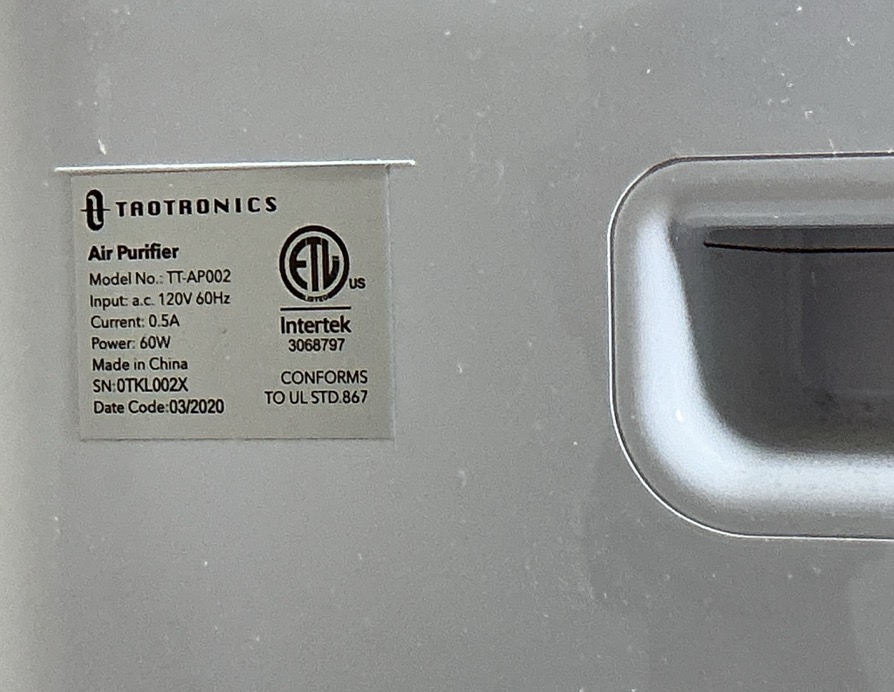 TAOTRONICS
Air Purifier
Model No.: TT-AP002
Input: a.c. 120V 60Hz
Current: 0.5A
Power: 60W
Made in China
SN:0TKL002X
Date Code:03/2020
ETL
LISTED
US
Intertek
3068797
CONFORMS
TO UL STD.867